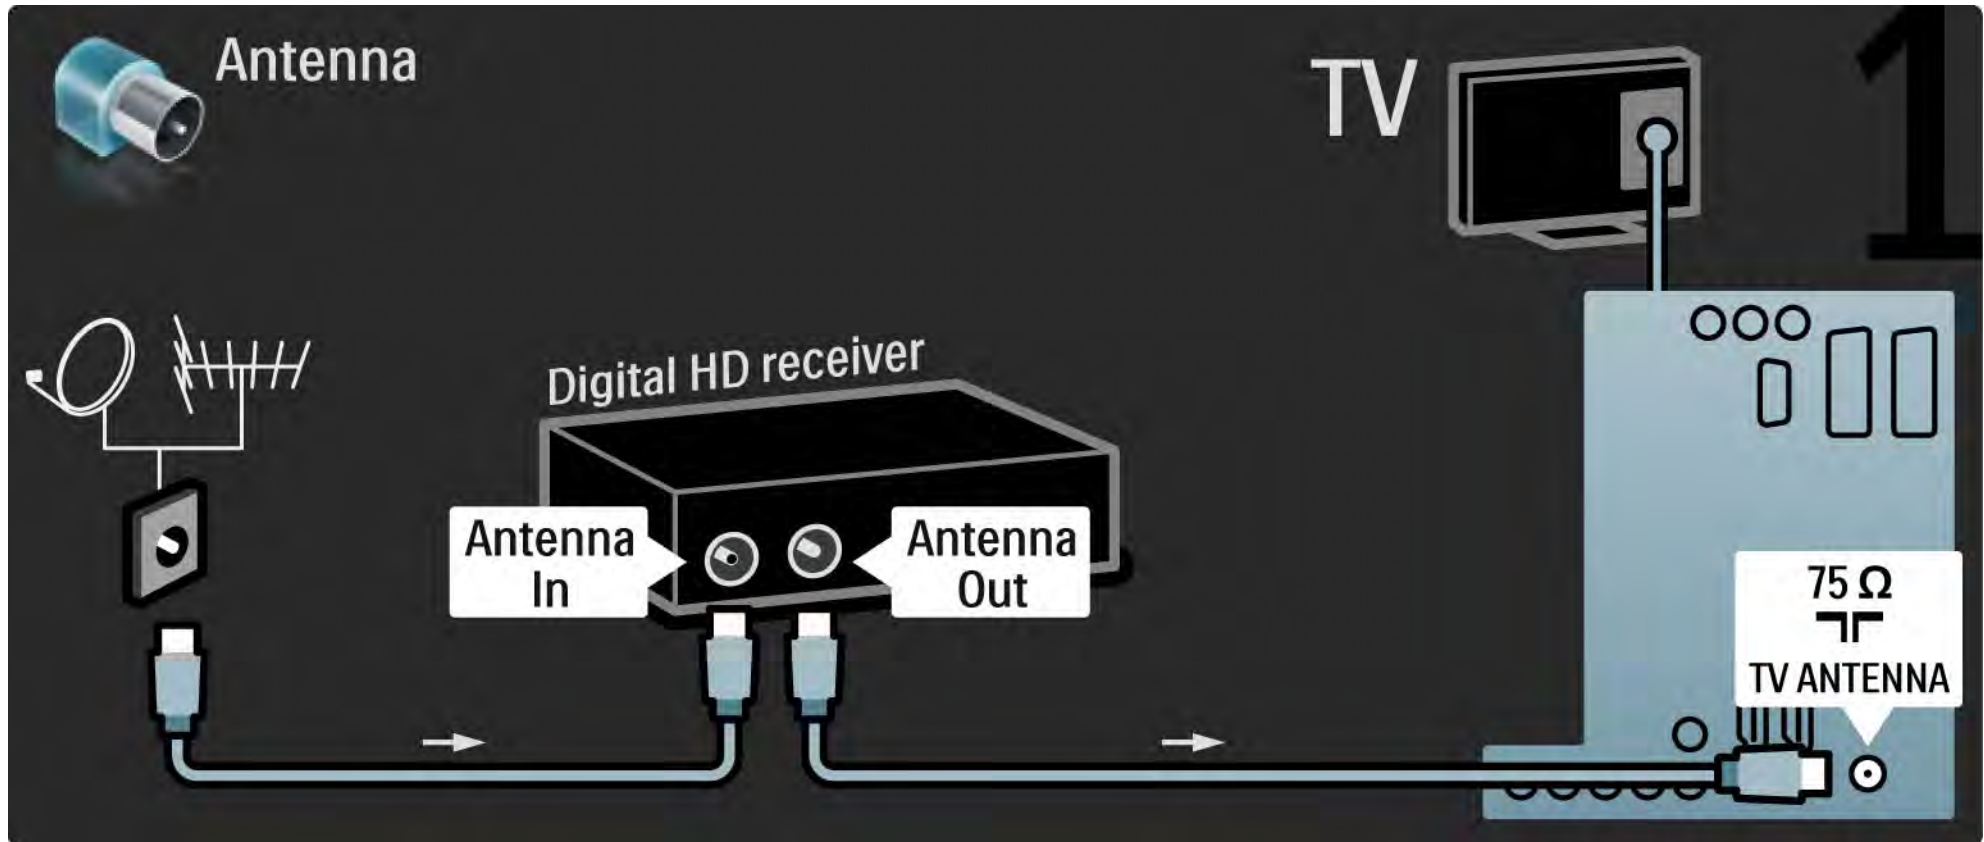 Antenna
TV
1
Digital HD receiver
Antenna
In
Antenna
Out
75 Ω
TV ANTENNA